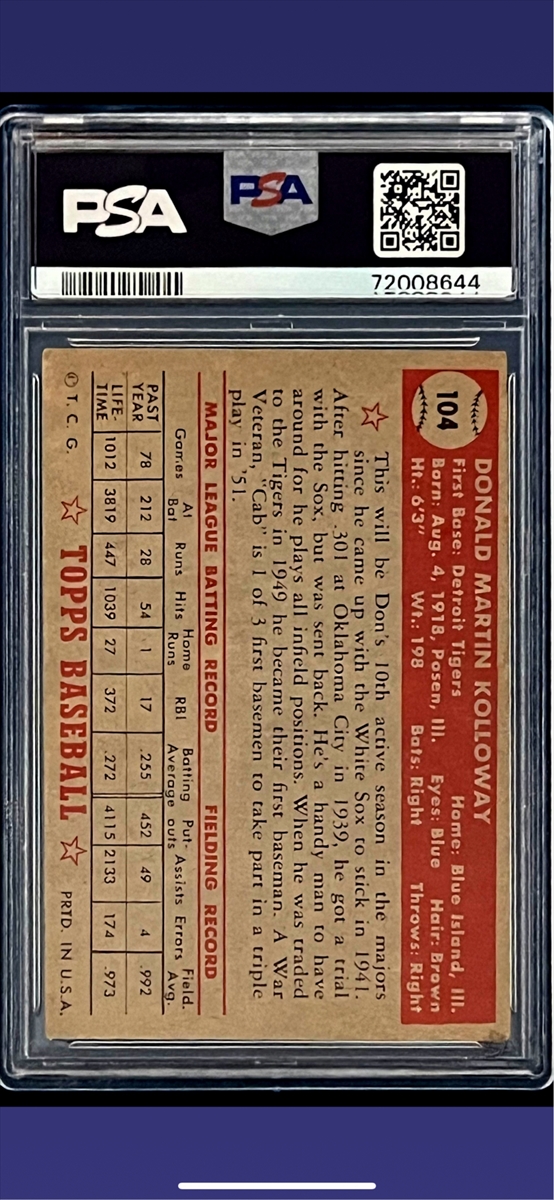 PSA
PSA
72008644
104
DONALD MARTIN KOLLOWAY
First Base: Detroit Tigers Home: Blue Island, Ill.
Born: Aug. 4, 1918, Posen, Ill. Eyes: Blue Hair: Brown
Ht.: 6'3" Wt.: 198 Bats: Right Throws: Right
This will be Don's 10th active season in the majors
since he came up with the White Sox to stick in 1941.
After hitting .301 at Oklahoma City in 1939, he got a trial
with the Sox, but was sent back. He's a handy man to have
around for he plays all infield positions. When he was traded
to the Tigers in 1949 he became their first baseman. A War
Veteran, "Cab" is 1 of 3 first basemen to take part in a triple
play in '51.
MAJOR LEAGUE BATTING RECORD FIELDING RECORD
Games At Bat Runs Hits Home Runs RBI Batting Average Put-outs Assists Errors Field. Avg.
PAST YEAR 78 212 28 54 1 17 .255 452 49 4 .992
LIFE-TIME 1012 3819 447 1039 27 372 .272 4115 2133 174 .973
© T. C. G. TOPPS BASEBALL PRTD. IN U.S.A.